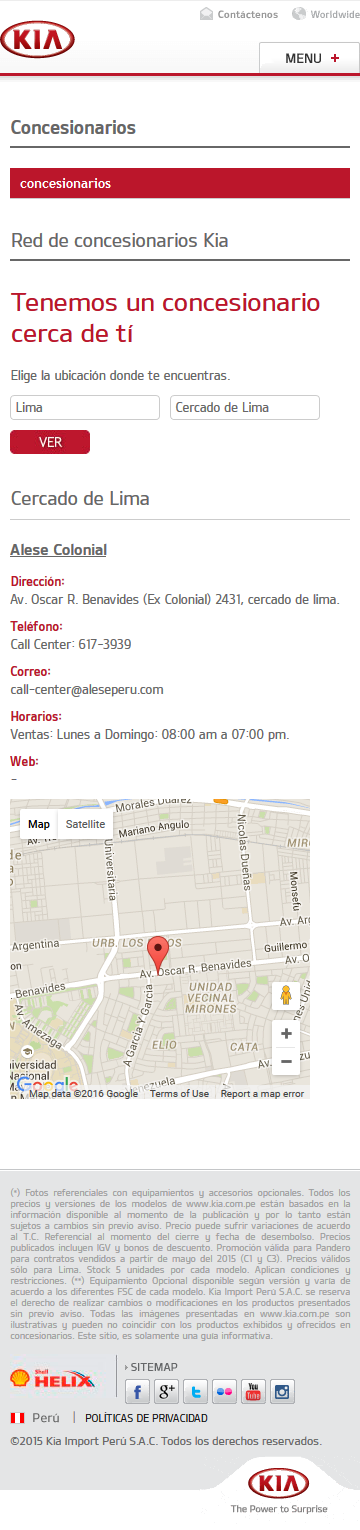 Contáctenos Worldwide
KIA
MENU +
Concesionarios
concesionarios
Red de concesionarios Kia
Tenemos un concesionario
cerca de tí
Elige la ubicación donde te encuentras.
Lima Cercado de Lima
VER
Cercado de Lima
Alese Colonial
Dirección:
Av. Oscar R. Benavides (Ex Colonial) 2431, cercado de lima.
Teléfono:
Call Center: 617-3939
Correo:
call-center@aleseperu.com
Horarios:
Ventas: Lunes a Domingo: 08:00 am a 07:00 pm.
Web:
-
Morales Duárez
Map Satellite
Mariano Angulo
Nicolas Dueñas
Universitaria
Monsefu
Av. Ar
Argentina
Guillermo
Av. Oscar R. Benavides
Benavides
UNIDAD
VECINAL
MIRONES
A García Y García
Av. Amezaga
ELIO
CATA
niversidad
Nacional
Google
Map data ©2016 Google Terms of Use Report a map error
(*) Fotos referenciales con equipamientos y accesorios opcionales. Todos los
precios y versiones de los modelos de www.kia.com.pe están basados en la
información disponible al momento de la publicación y por lo tanto están
sujetos a cambios sin previo aviso. Precio puede sufrir variaciones de acuerdo
al T.C. Referencial al momento del cierre y fecha de desembolso. Precios
publicados incluyen IGV y bonos de descuento. Promoción válida para Pandero
para contratos vendidos a partir de mayo del 2015 (C1 y C3). Precios válidos
sólo para Lima. Stock 5 unidades por cada modelo. Aplican condiciones y
restricciones. (**) Equipamiento Opcional disponible según versión y varía de
acuerdo a los diferentes FSC de cada modelo. Kia Import Perú S.A.C. se reserva
el derecho de realizar cambios o modificaciones en los productos presentados
sin previo aviso. Todas las imágenes presentadas en www.kia.com.pe son
ilustrativas y pueden no coincidir con los productos exhibidos y ofrecidos en
concesionarios. Este sitio, es solamente una guía informativa.
Shell
HELIX
SITEMAP
f g+ You Tube
Perú | POLÍTICAS DE PRIVACIDAD
©2015 Kia Import Perú S.A.C. Todos los derechos reservados.
KIA
The Power to Surprise